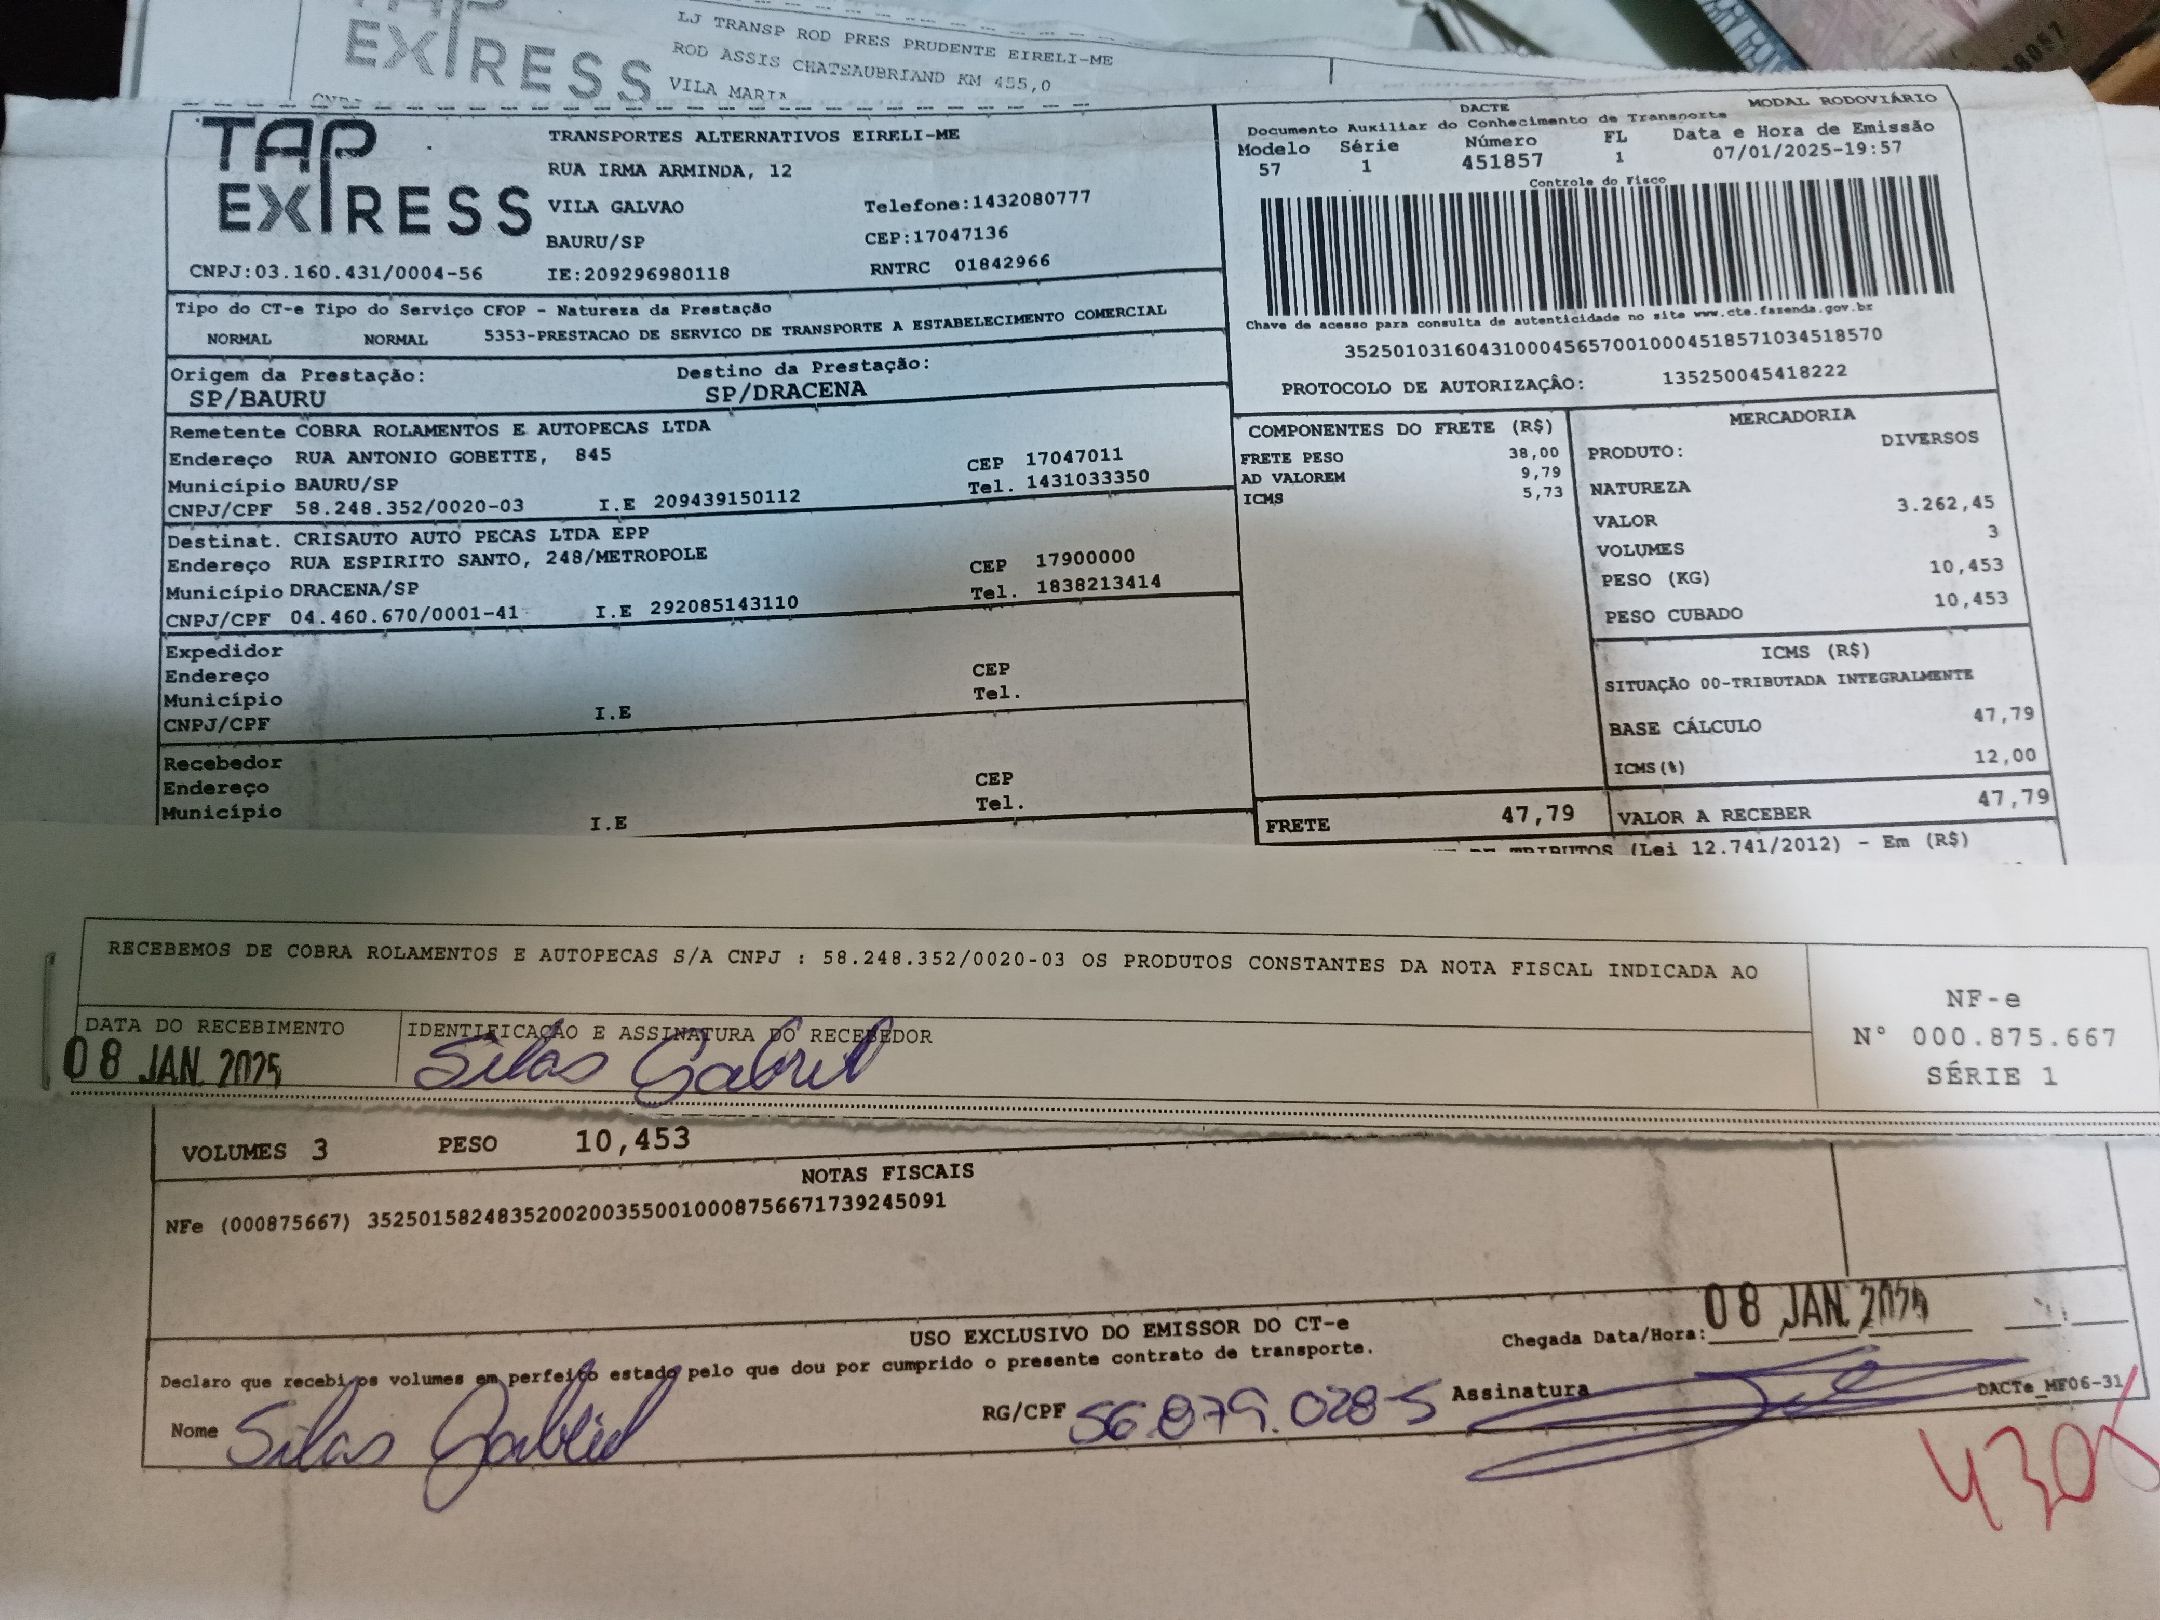 TAP
EXPRESS
LJ TRANSP ROD PRES PRUDENTE EIRELI-ME
ROD ASSIS CHATEAUBRIAND KM 455,0
VILA MARIA
TAP
EXPRESS
CNPJ:03.160.431/0004-56
TRANSPORTES ALTERNATIVOS EIRELI-ME
RUA IRMA ARMINDA, 12
VILA GALVAO Telefone:1432080777
BAURU/SP CEP:17047136
IE:209296980118 RNTRC 01842966
DACTE MODAL RODOVIÁRIO
Documento Auxiliar do Conhecimento de Transporte
Modelo Série Número FL Data e Hora de Emissão
57 1 451857 1 07/01/2025-19:57
Controle do Fisco
Chave de acesso para consulta de autenticidade no site www.cte.fazenda.gov.br
35250103160431000456570010004518571034518570
PROTOCOLO DE AUTORIZAÇÂO: 135250045418222
Tipo do CT-e Tipo do Serviço CFOP - Natureza da Prestação
NORMAL NORMAL 5353-PRESTACAO DE SERVICO DE TRANSPORTE A ESTABELECIMENTO COMERCIAL
Origem da Prestação: Destino da Prestação:
SP/BAURU SP/DRACENA
Remetente COBRA ROLAMENTOS E AUTOPECAS LTDA
Endereço RUA ANTONIO GOBETTE, 845 CEP 17047011
Município BAURU/SP Tel. 1431033350
CNPJ/CPF 58.248.352/0020-03 I.E 209439150112
Destinat. CRISAUTO AUTO PECAS LTDA EPP
Endereço RUA ESPIRITO SANTO, 248/METROPOLE CEP 17900000
Município DRACENA/SP Tel. 1838213414
CNPJ/CPF 04.460.670/0001-41 I.E 292085143110
Expedidor
Endereço CEP
Município Tel.
CNPJ/CPF I.E
Recebedor
Endereço CEP
Município Tel.
I.E
COMPONENTES DO FRETE (R$)
FRETE PESO 38,00
AD VALOREM 9,79
ICMS 5,73
FRETE 47,79
MERCADORIA
PRODUTO: DIVERSOS
NATUREZA
VALOR 3.262,45
VOLUMES 3
PESO (KG) 10,453
PESO CUBADO 10,453
ICMS (R$)
SITUAÇÃO 00-TRIBUTADA INTEGRALMENTE
BASE CÁLCULO 47,79
ICMS(%) 12,00
VALOR A RECEBER 47,79
DE TRIBUTOS (Lei 12.741/2012) - Em (R$)
RECEBEMOS DE COBRA ROLAMENTOS E AUTOPECAS S/A CNPJ : 58.248.352/0020-03 OS PRODUTOS CONSTANTES DA NOTA FISCAL INDICADA AO
DATA DO RECEBIMENTO IDENTIFICAÇÃO E ASSINATURA DO RECEBEDOR
08 JAN. 2025 Silas Gabriel
NF-e
N° 000.875.667
SÉRIE 1
VOLUMES 3 PESO 10,453
NOTAS FISCAIS
NFe (000875667) 35250158248352002003550010008756671739245091
USO EXCLUSIVO DO EMISSOR DO CT-e
Chegada Data/Hora: 08 JAN. 2025
Declaro que recebi os volumes em perfeito estado pelo que dou por cumprido o presente contrato de transporte.
Nome Silas Gabriel RG/CPF 56.879.028-5 Assinatura
DACTe_MF06-31